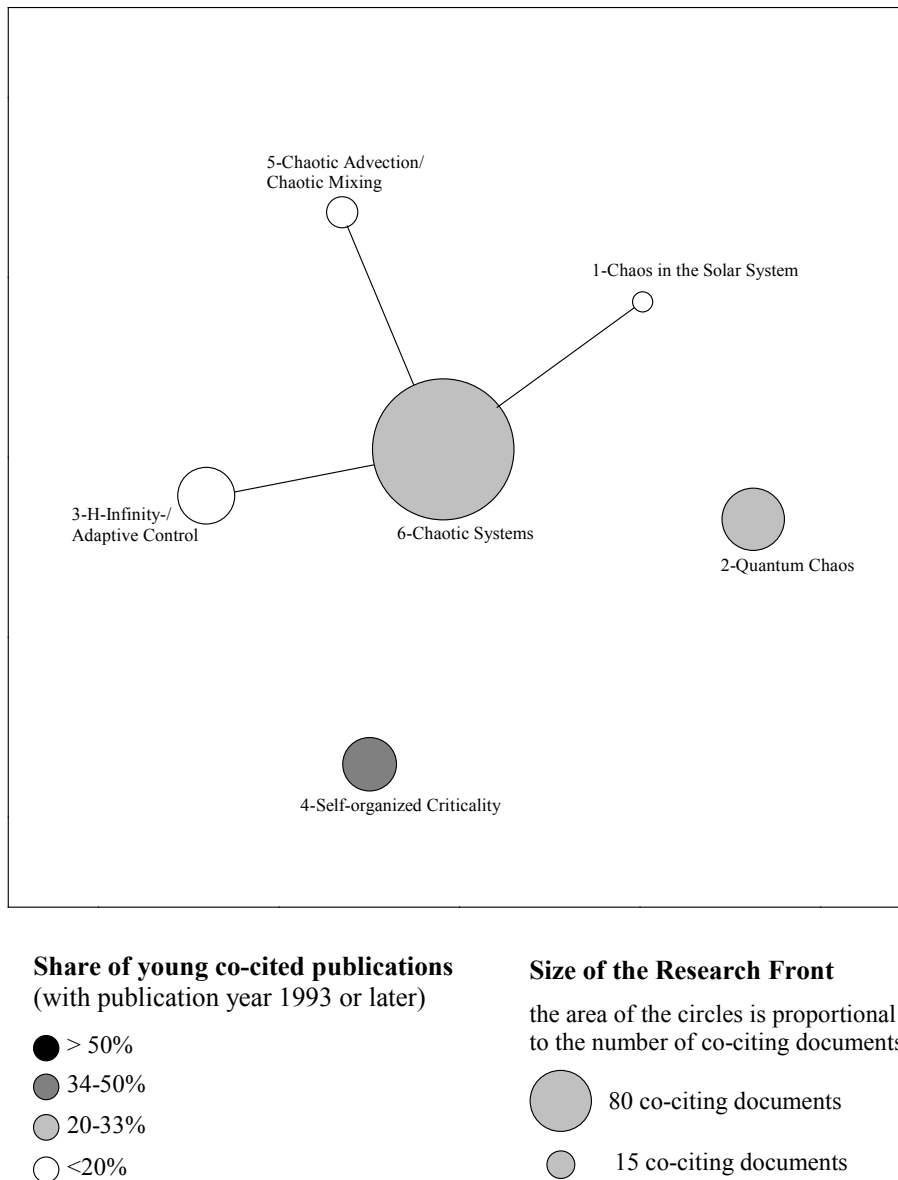 5-Chaotic Advection/
Chaotic Mixing
1-Chaos in the Solar System
3-H-Infinity-/
Adaptive Control
6-Chaotic Systems
2-Quantum Chaos
4-Self-organized Criticality
Share of young co-cited publications
(with publication year 1993 or later)
> 50%
34-50%
20-33%
<20%
Size of the Research Front
the area of the circles is proportional
to the number of co-citing documents
80 co-citing documents
15 co-citing documents